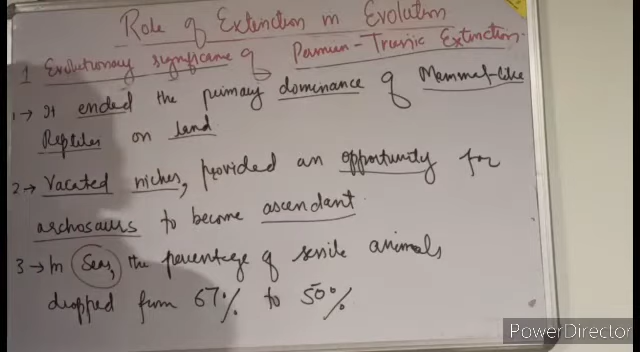 Role of Extinction in Evolution
1 Evolutionary significance of Permian-Triassic Extinction.
1→ It ended the primary dominance of Mammel-like
Reptiles on land
2→ Vacated niches, provided an opportunity for
archosaurs to become ascendant
3→ In Seas, the percentage of sessile animals
dropped from 67% to 50%
PowerDirector